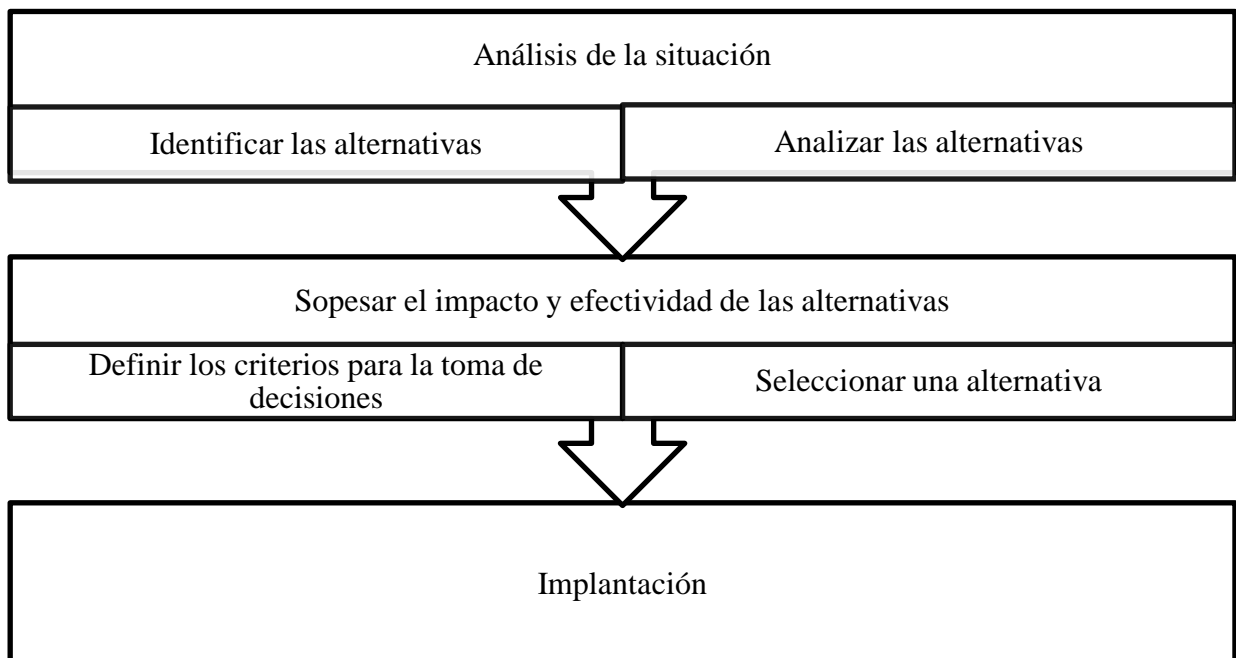 Análisis de la situación
Identificar las alternativas
Analizar las alternativas
Sopesar el impacto y efectividad de las alternativas
Definir los criterios para la toma de
decisiones
Seleccionar una alternativa
Implantación